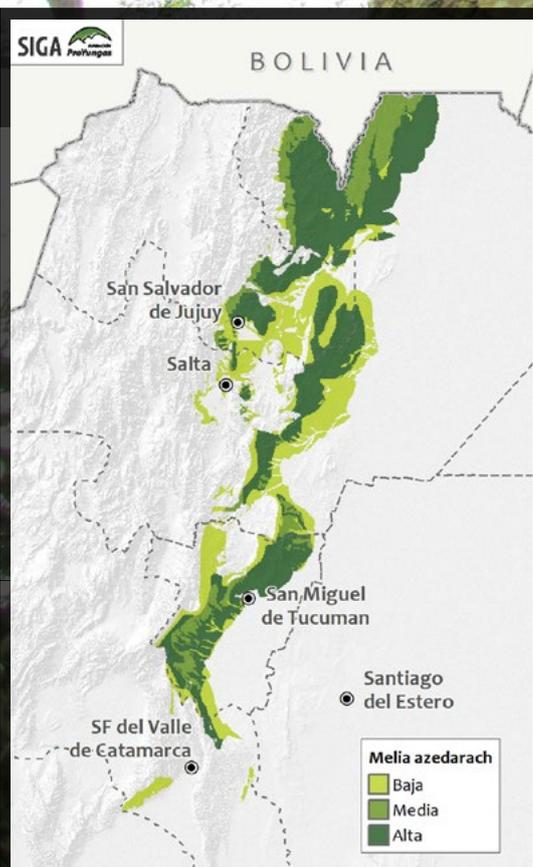 SIGA
FUNDACIÓN
ProYungas
BOLIVIA
San Salvador
de Jujuy
Salta
San Miguel
de Tucuman
Santiago
del Estero
SF del Valle
de Catamarca
Melia azedarach
Baja
Media
Alta